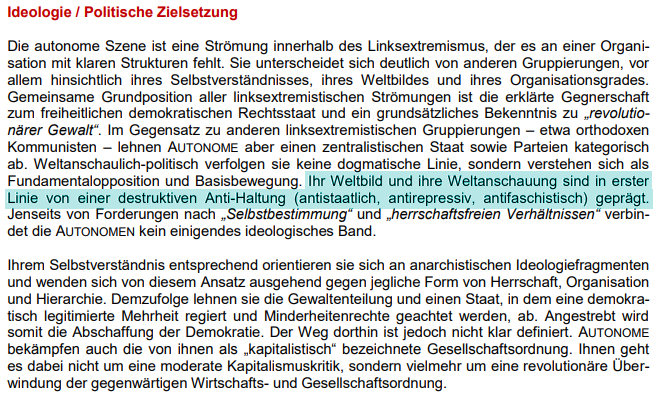 Ideologie / Politische Zielsetzung
Die autonome Szene ist eine Strömung innerhalb des Linksextremismus, der es an einer Organi-
sation mit klaren Strukturen fehlt. Sie unterscheidet sich deutlich von anderen Gruppierungen, vor
allem hinsichtlich ihres Selbstverständnisses, ihres Weltbildes und ihres Organisationsgrades.
Gemeinsame Grundposition aller linksextremistischen Strömungen ist die erklärte Gegnerschaft
zum freiheitlichen demokratischen Rechtsstaat und ein grundsätzliches Bekenntnis zu „revolutio-
närer Gewalt“. Im Gegensatz zu anderen linksextremistischen Gruppierungen – etwa orthodoxen
Kommunisten – lehnen AUTONOME aber einen zentralistischen Staat sowie Parteien kategorisch
ab. Weltanschaulich-politisch verfolgen sie keine dogmatische Linie, sondern verstehen sich als
Fundamentalopposition und Basisbewegung. Ihr Weltbild und ihre Weltanschauung sind in erster
Linie von einer destruktiven Anti-Haltung (antistaatlich, antirepressiv, antifaschistisch) geprägt.
Jenseits von Forderungen nach „Selbstbestimmung“ und „herrschaftsfreien Verhältnissen“ verbin-
det die AUTONOMEN kein einigendes ideologisches Band.
Ihrem Selbstverständnis entsprechend orientieren sie sich an anarchistischen Ideologiefragmenten
und wenden sich von diesem Ansatz ausgehend gegen jegliche Form von Herrschaft, Organisation
und Hierarchie. Demzufolge lehnen sie die Gewaltenteilung und einen Staat, in dem eine demokra-
tisch legitimierte Mehrheit regiert und Minderheitenrechte geachtet werden, ab. Angestrebt wird
somit die Abschaffung der Demokratie. Der Weg dorthin ist jedoch nicht klar definiert. AUTONOME
bekämpfen auch die von ihnen als „kapitalistisch“ bezeichnete Gesellschaftsordnung. Ihnen geht
es dabei nicht um eine moderate Kapitalismuskritik, sondern vielmehr um eine revolutionäre Über-
windung der gegenwärtigen Wirtschafts- und Gesellschaftsordnung.